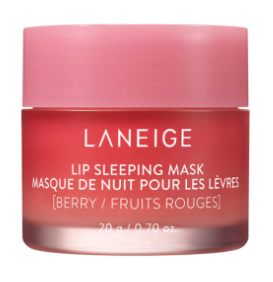 LANEIGE
LIP SLEEPING MASK
MASQUE DE NUIT POUR LES LÈVRES
[BERRY / FRUITS ROUGES]
20 g / 0.70 oz.